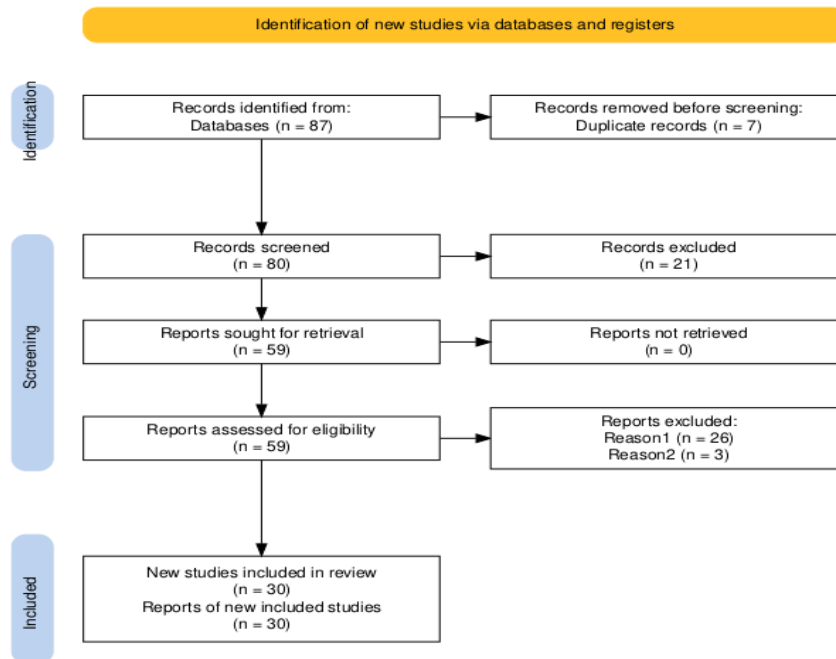 Identification of new studies via databases and registers
Identification
Records identified from:
Databases (n = 87)
Records removed before screening:
Duplicate records (n = 7)
Screening
Records screened
(n = 80)
Records excluded
(n = 21)
Reports sought for retrieval
(n = 59)
Reports not retrieved
(n = 0)
Reports assessed for eligibility
(n = 59)
Reports excluded:
Reason1 (n = 26)
Reason2 (n = 3)
Included
New studies included in review
(n = 30)
Reports of new included studies
(n = 30)